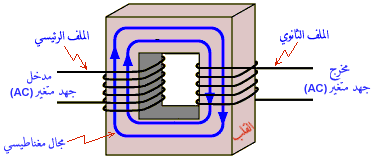 الملف الثانوي
الملف الرئيسي
مخرج
جهد متغير (AC)
مدخل
جهد متغير (AC)
القلب
مجال مغناطيسي